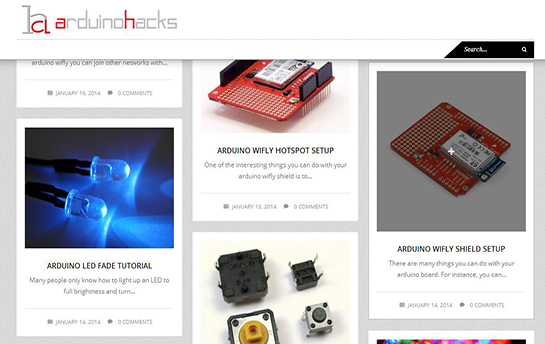 ha arduinohacks
Search...
arduino wifly you can join other networks with...
JANUARY 16, 2014 0 COMMENTS
ARDUINO LED FADE TUTORIAL
Many people only know how to light up an LED to
full brightness and turn...
JANUARY 14, 2014 0 COMMENTS
ARDUINO WIFLY HOTSPOT SETUP
One of the interesting things you can do with your
arduino wifly shield is to...
JANUARY 15, 2014 0 COMMENTS
ARDUINO WIFLY SHIELD SETUP
There are many things you can do with your
arduino board. For instance, you can...
JANUARY 14, 2014 0 COMMENTS